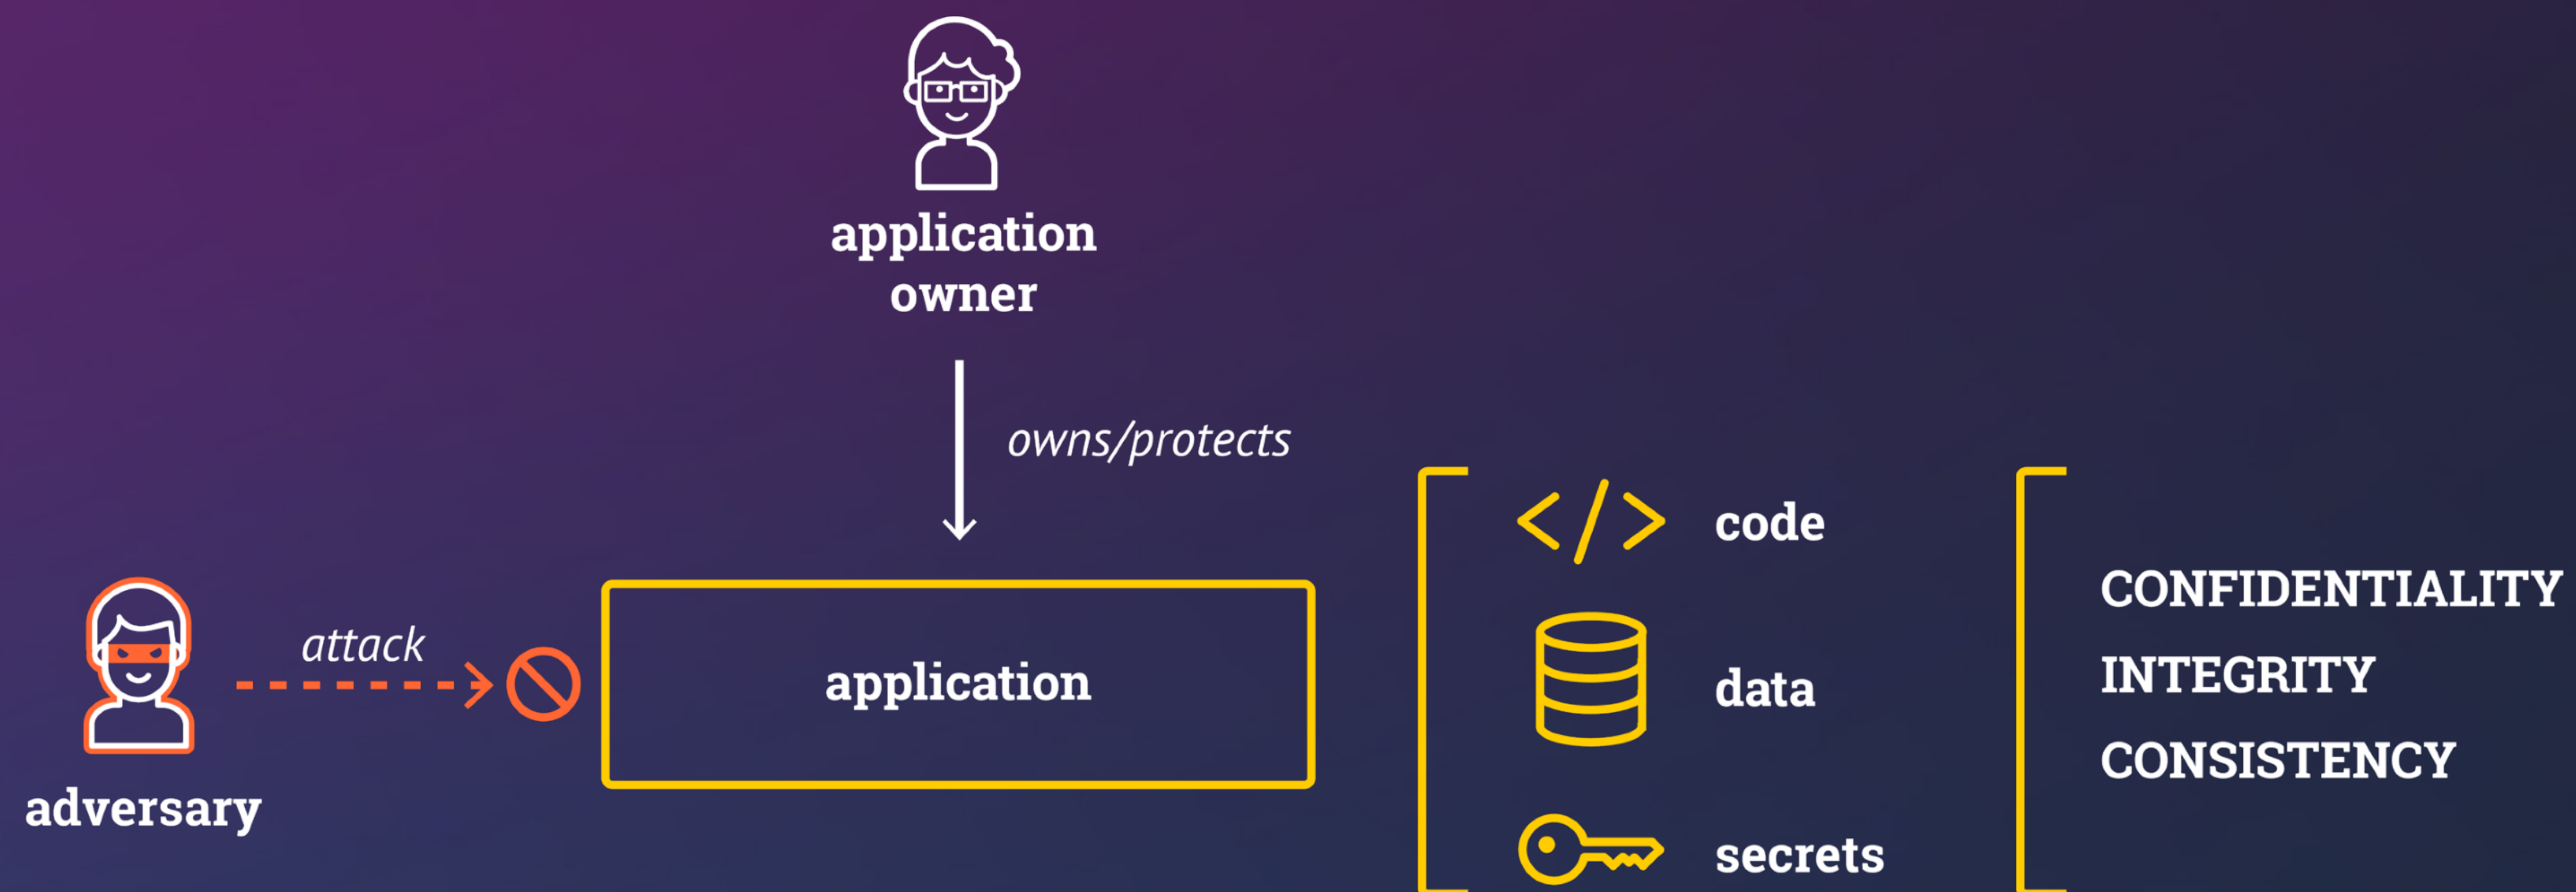 application
owner
owns/protects
attack
adversary
application
code
data
secrets
CONFIDENTIALITY
INTEGRITY
CONSISTENCY